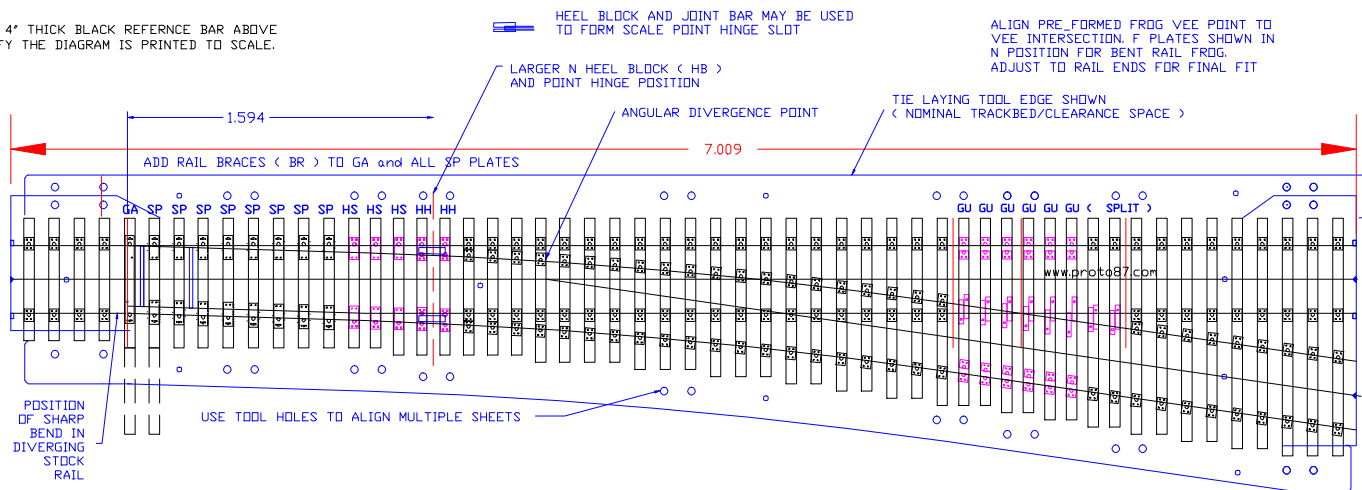 4" THICK BLACK REFERNCE BAR ABOVE
FY THE DIAGRAM IS PRINTED TO SCALE.
HEEL BLOCK AND JOINT BAR MAY BE USED
TO FORM SCALE POINT HINGE SLOT
ALIGN PRE_FORMED FROG VEE POINT TO
VEE INTERSECTION. F PLATES SHOWN IN
N POSITION FOR BENT RAIL FROG.
ADJUST TO RAIL ENDS FOR FINAL FIT
LARGER N HEEL BLOCK ( HB )
AND POINT HINGE POSITION
ANGULAR DIVERGENCE POINT
TIE LAYING TOOL EDGE SHOWN
( NOMINAL TRACKBED/CLEARANCE SPACE )
1.594
7.009
ADD RAIL BRACES ( BR ) TO GA and ALL SP PLATES
GA SP SP SP SP SP SP SP SP HS HS HS HH HH
GU GU GU GU GU GU ( SPLIT )
www.proto87.com
POSITION
OF SHARP
BEND IN
DIVERGING
STOCK
RAIL
USE TOOL HOLES TO ALIGN MULTIPLE SHEETS